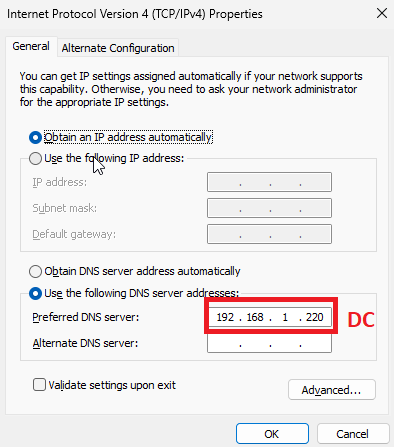 Internet Protocol Version 4 (TCP/IPv4) Properties
General
Alternate Configuration
You can get IP settings assigned automatically if your network supports
this capability. Otherwise, you need to ask your network administrator
for the appropriate IP settings.
Obtain an IP address automatically
Use the following IP address:
IP address:
. . .
Subnet mask:
. . .
Default gateway:
. . .
Obtain DNS server address automatically
Use the following DNS server addresses:
Preferred DNS server:
192 . 168 . 1 . 220
DC
Alternate DNS server:
. . .
Validate settings upon exit
Advanced...
OK
Cancel